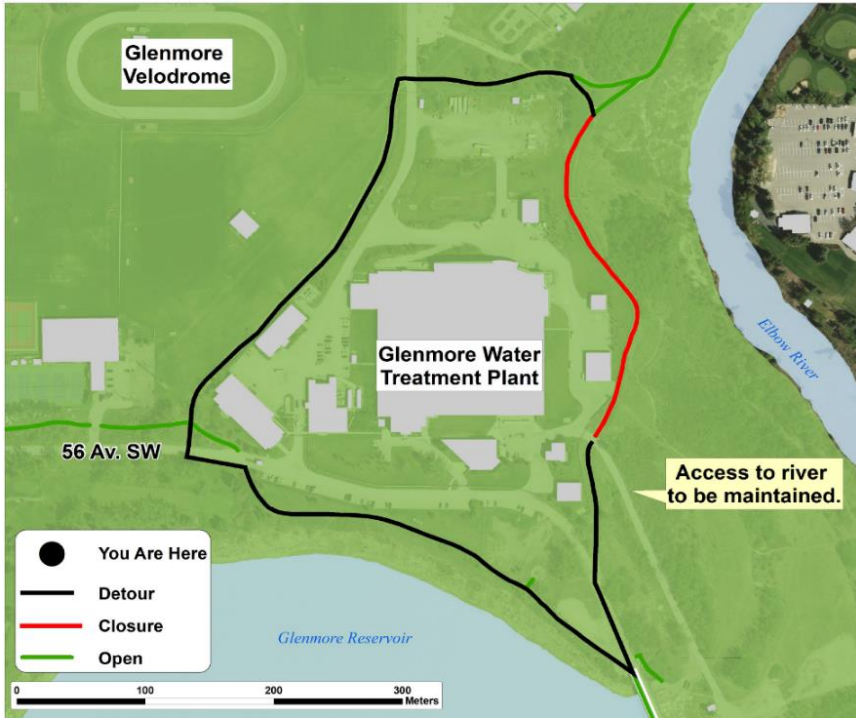 Glenmore
Velodrome
Elbow River
Glenmore Water
Treatment Plant
56 Av. SW
Access to river
to be maintained.
You Are Here
Detour
Closure
Open
Glenmore Reservoir
0 100 200 300
Meters